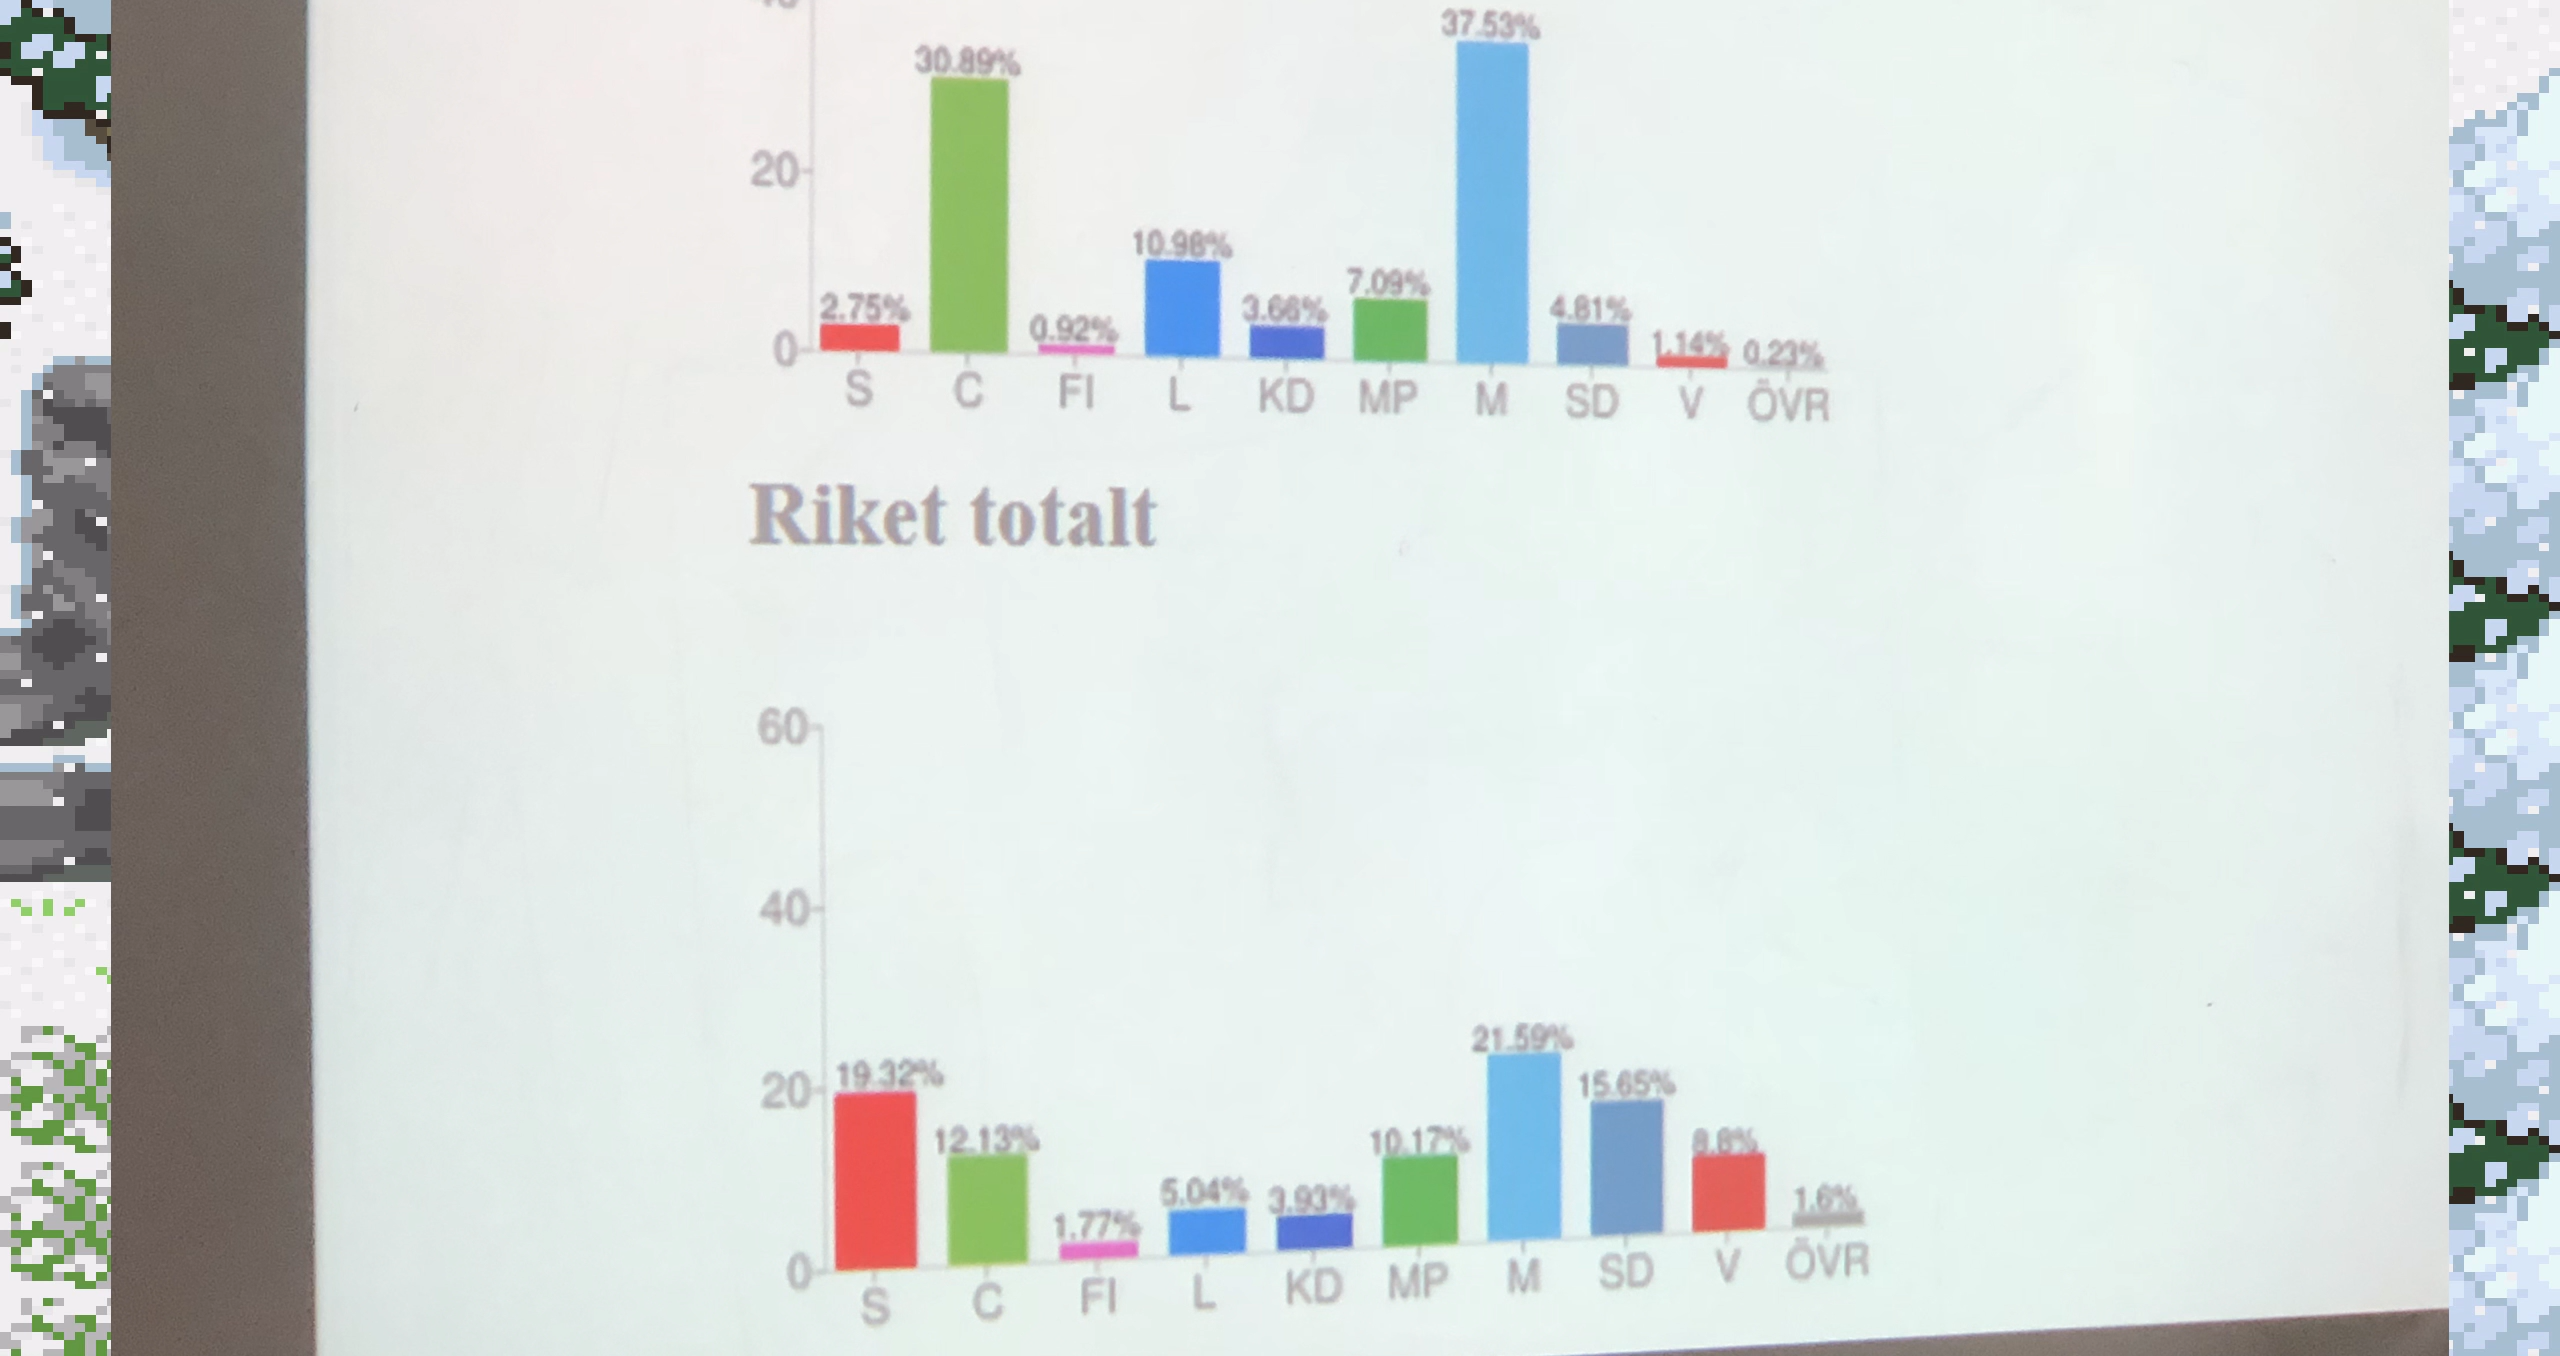 37.53%
30.89%
20
10.98%
7.09%
2.75% 0.92% 3.66% 4.81% 1.14% 0.23%
0
S C FI L KD MP M SD V ÖVR
Riket totalt
60
40
21.59%
20 19.32% 15.65%
12.13% 10.17% 8.8%
1.77% 5.04% 3.93% 1.6%
0
S C FI L KD MP M SD V ÖVR